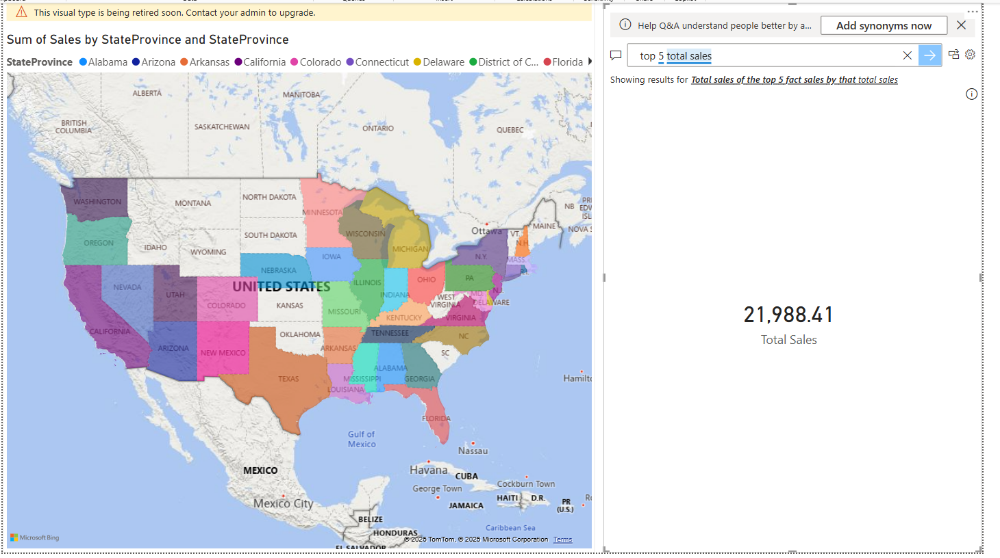 This visual type is being retired soon. Contact your admin to upgrade.
Sum of Sales by StateProvince and StateProvince
StateProvince Alabama Arizona Arkansas California Colorado Connecticut Delaware District of C... Florida
ALBERTA
MANITOBA
BRITISH
COLUMBIA
SASKATCHEWAN
ONTARIO
QUEBEC
WASHINGTON
MONTANA
NORTH DAKOTA
MINNESOTA
NB
PRI
EDW
ISL
OREGON
IDAHO
WYOMING
SOUTH DAKOTA
WISCONSIN
MICHIGAN
Ottawa
VT.
MAINE
NOVA S
N.H.
MASS.
R.I.
N.Y.
NEVADA
UTAH
COLORADO
NEBRASKA
IOWA
UNITED STATES
KANSAS
ILLINOIS
INDIANA
OHIO
PA
N.J.
MD
DELAWARE
WEST
VIRGINIA
MISSOURI
KENTUCKY
VIRGINIA
CALIFORNIA
ARIZONA
NEW MEXICO
OKLAHOMA
ARKANSAS
TENNESSEE
NC
SC
TEXAS
LOUISIANA
MISSISSIPPI
ALABAMA
GEORGIA
FLORIDA
Hamilto
Gulf of
Mexico
Nassau
Havana
CUBA
MEXICO
Mexico City
George Town
Cockburn Town
HAITI
D.R.
JAMAICA
PR
(U.S.)
Ro
BELIZE
HONDURAS
EL SALVADOR
Caribbean Sea
Microsoft Bing
© 2025 TomTom, © 2025 Microsoft Corporation Terms
Help Q&A understand people better by a...
Add synonyms now
top 5 total sales
Showing results for Total sales of the top 5 fact sales by that total sales
21,988.41
Total Sales